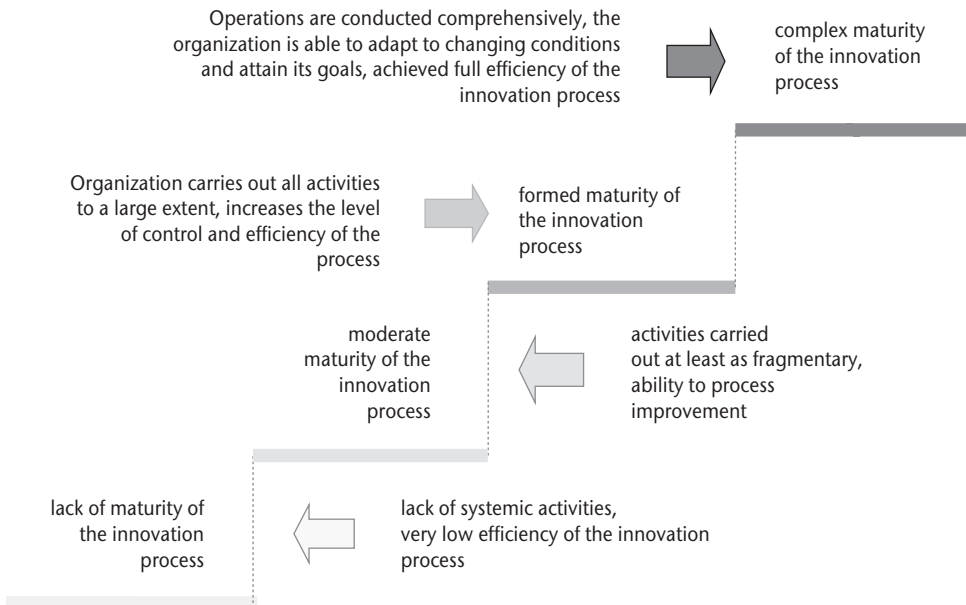 Operations are conducted comprehensively, the
organization is able to adapt to changing conditions
and attain its goals, achieved full efficiency of the
innovation process
complex maturity
of the innovation
process
Organization carries out all activities
to a large extent, increases the level
of control and efficiency of the
process
formed maturity of
the innovation
process
moderate
maturity of the
innovation
process
activities carried
out at least as fragmentary,
ability to process
improvement
lack of maturity of
the innovation
process
lack of systemic activities,
very low efficiency of the innovation
process